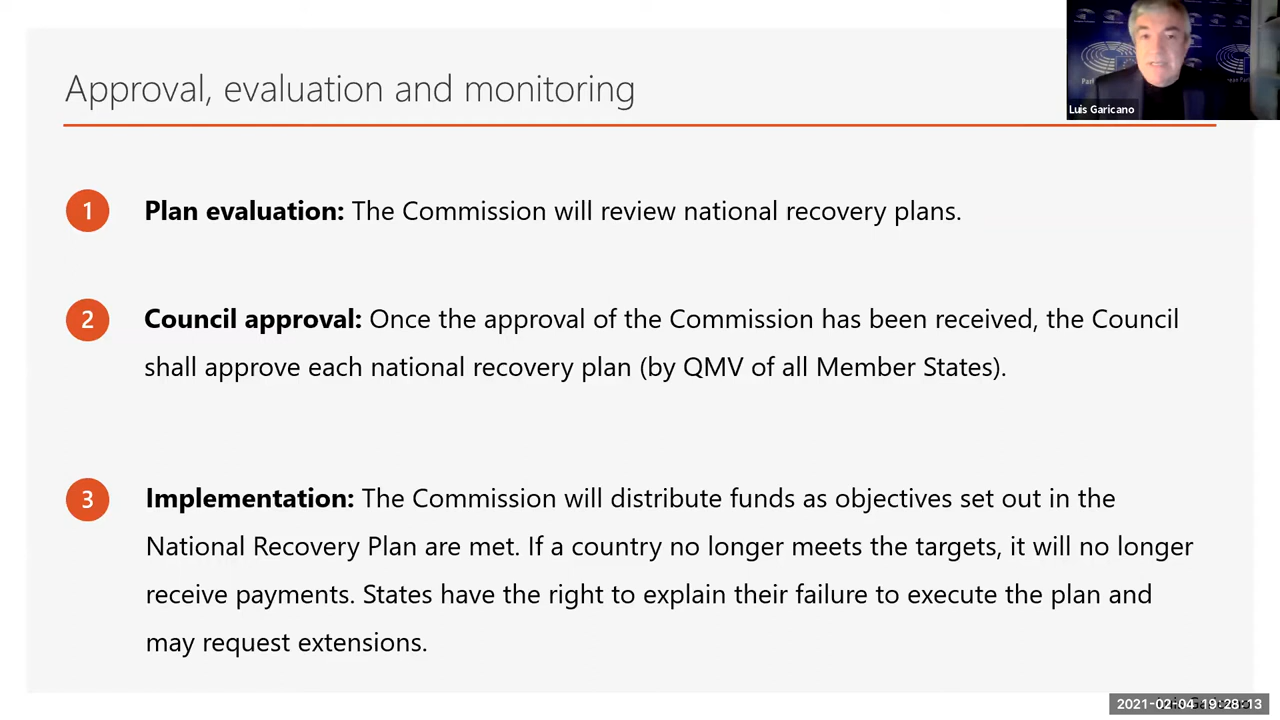 Approval, evaluation and monitoring
Luis Garicano
1 Plan evaluation: The Commission will review national recovery plans.
2 Council approval: Once the approval of the Commission has been received, the Council
shall approve each national recovery plan (by QMV of all Member States).
3 Implementation: The Commission will distribute funds as objectives set out in the
National Recovery Plan are met. If a country no longer meets the targets, it will no longer
receive payments. States have the right to explain their failure to execute the plan and
may request extensions.
2021-02-04 19:28:13